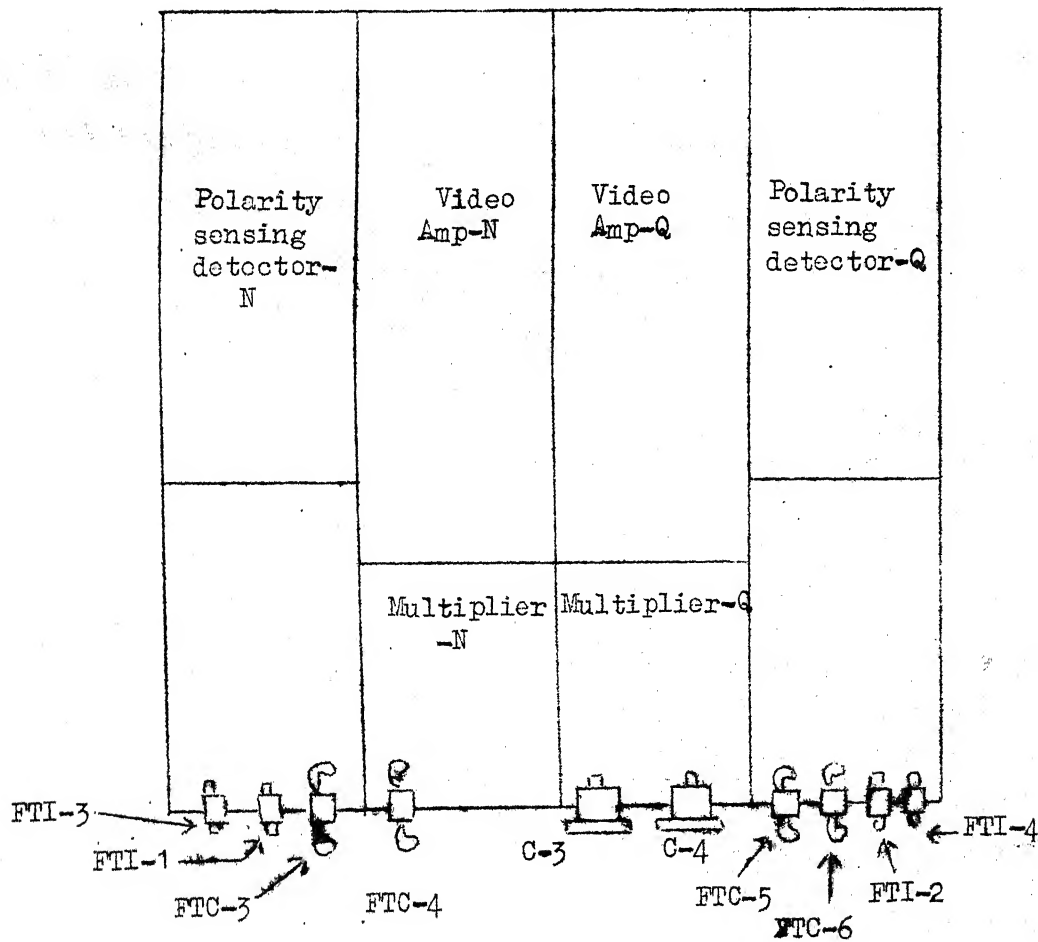 Polarity
sensing
detector-
N
Video
Amp-N
Video
Amp-Q
Polarity
sensing
detector-Q
Multiplier
-N
Multiplier-Q
FTI-3
FTI-1
FTC-3
FTC-4
C-3
C-4
FTC-5
FTC-6
FTI-2
FTI-4